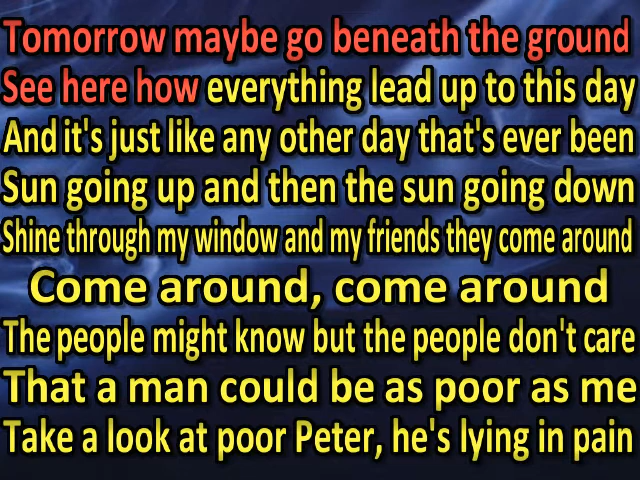 Tomorrow maybe go beneath the ground
See here how everything lead up to this day
And it's just like any other day that's ever been
Sun going up and then the sun going down
Shine through my window and my friends they come around
Come around, come around
The people might know but the people don't care
That a man could be as poor as me
Take a look at poor Peter, he's lying in pain